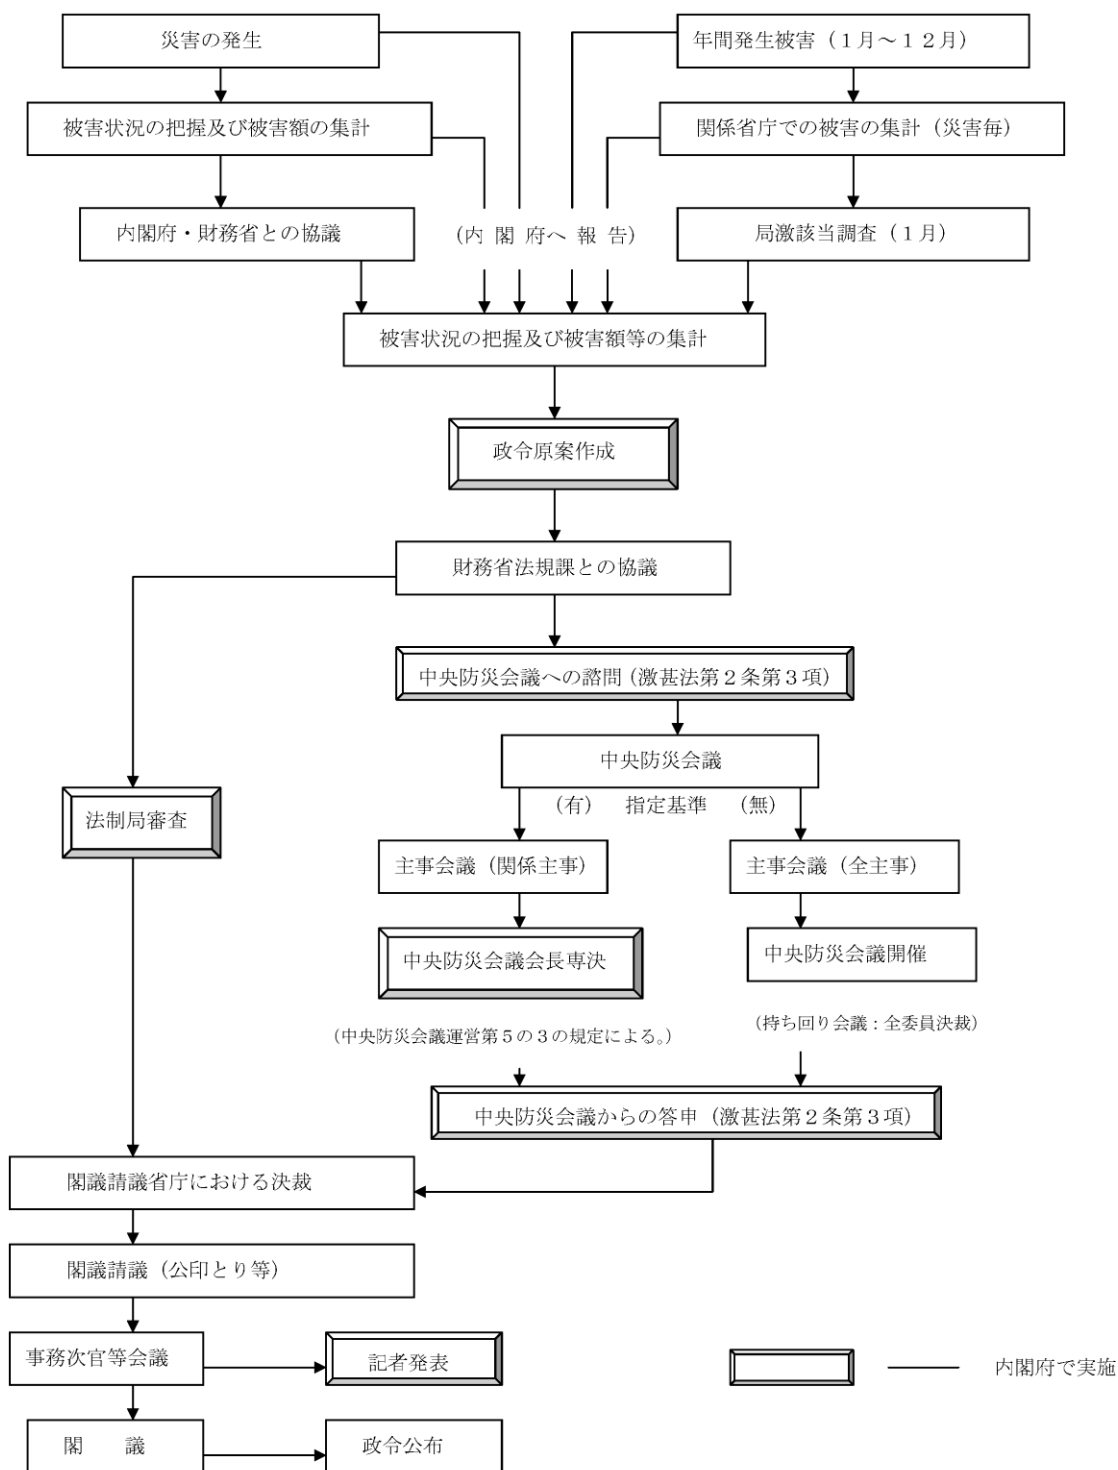 災害の発生
年間発生被害（１月～１２月）
被害状況の把握及び被害額の集計
関係省庁での被害の集計（災害毎）
内閣府・財務省との協議
（内 閣 府へ 報 告）
局激該当調査（１月）
被害状況の把握及び被害額等の集計
政令原案作成
財務省法規課との協議
中央防災会議への諮問（激甚法第２条第３項）
中央防災会議
（有）　指定基準　（無）
法制局審査
主事会議（関係主事）
主事会議（全主事）
中央防災会議会長専決
中央防災会議開催
（中央防災会議運営第５の３の規定による。）
（持ち回り会議：全委員決裁）
中央防災会議からの答申（激甚法第２条第３項）
閣議請議省庁における決裁
閣議請議（公印とり等）
事務次官等会議
記者発表
内閣府で実施
閣　議
政令公布